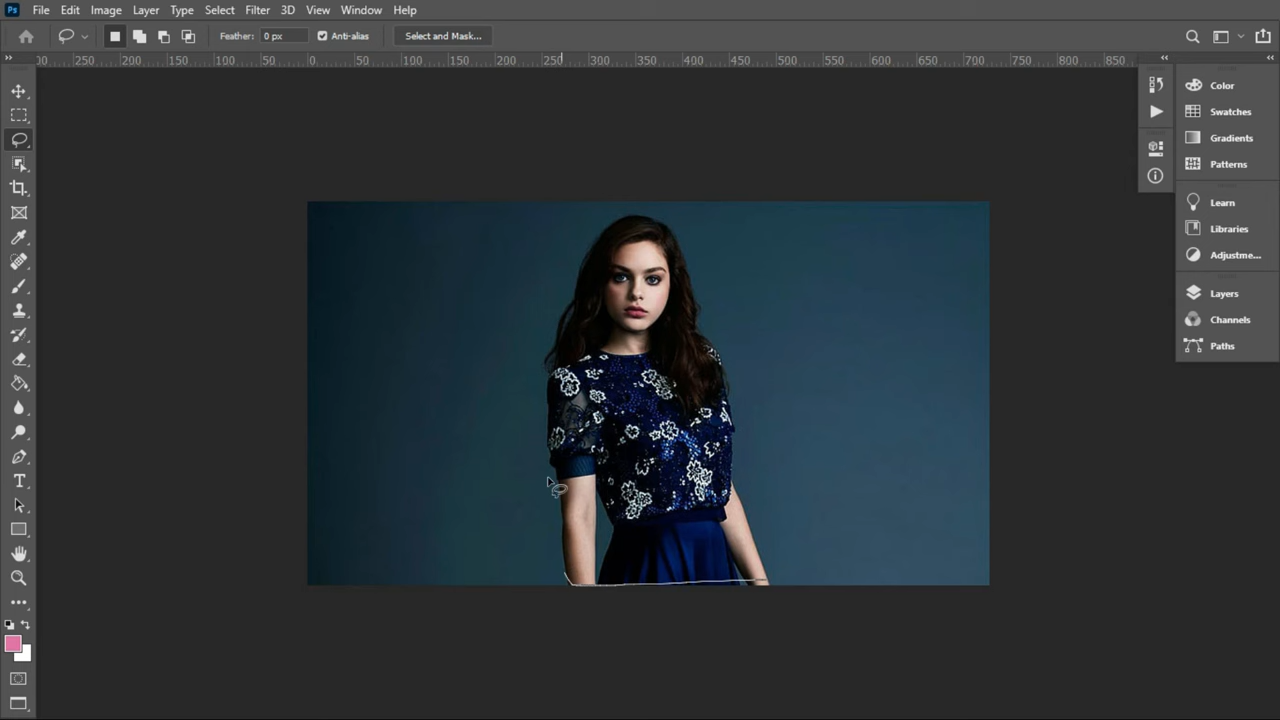 Ps File Edit Image Layer Type Select Filter 3D View Window Help
Feather: 0 px Anti-alias Select and Mask...
250 200 150 100 50 0 50 100 150 200 250 300 350 400 450 500 550 600 650 700 750 800 850
Color
Swatches
Gradients
Patterns
Learn
Libraries
Adjustme...
Layers
Channels
Paths